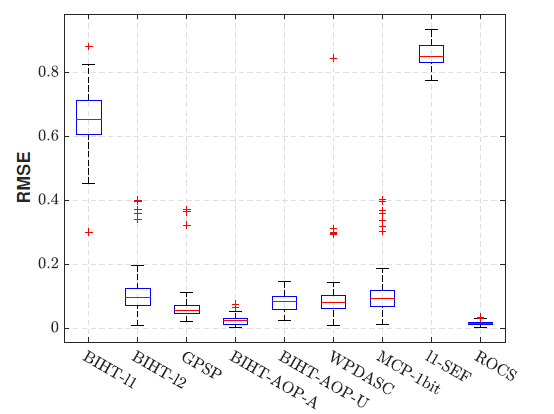 0.8
0.6
0.4
0.2
0
RMSE
BIHT-l1
BIHT-l2
GPSP
BIHT-AOP-A
BIHT-AOP-U
WPDASC
MCP-1bit
l1-SEF
ROCS